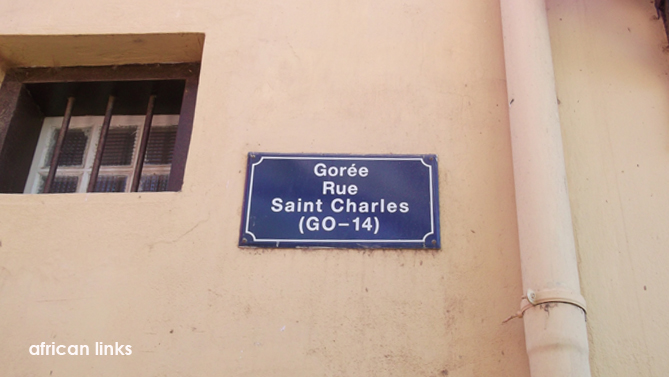 Gorée
Rue
Saint Charles
(GO–14)
african links